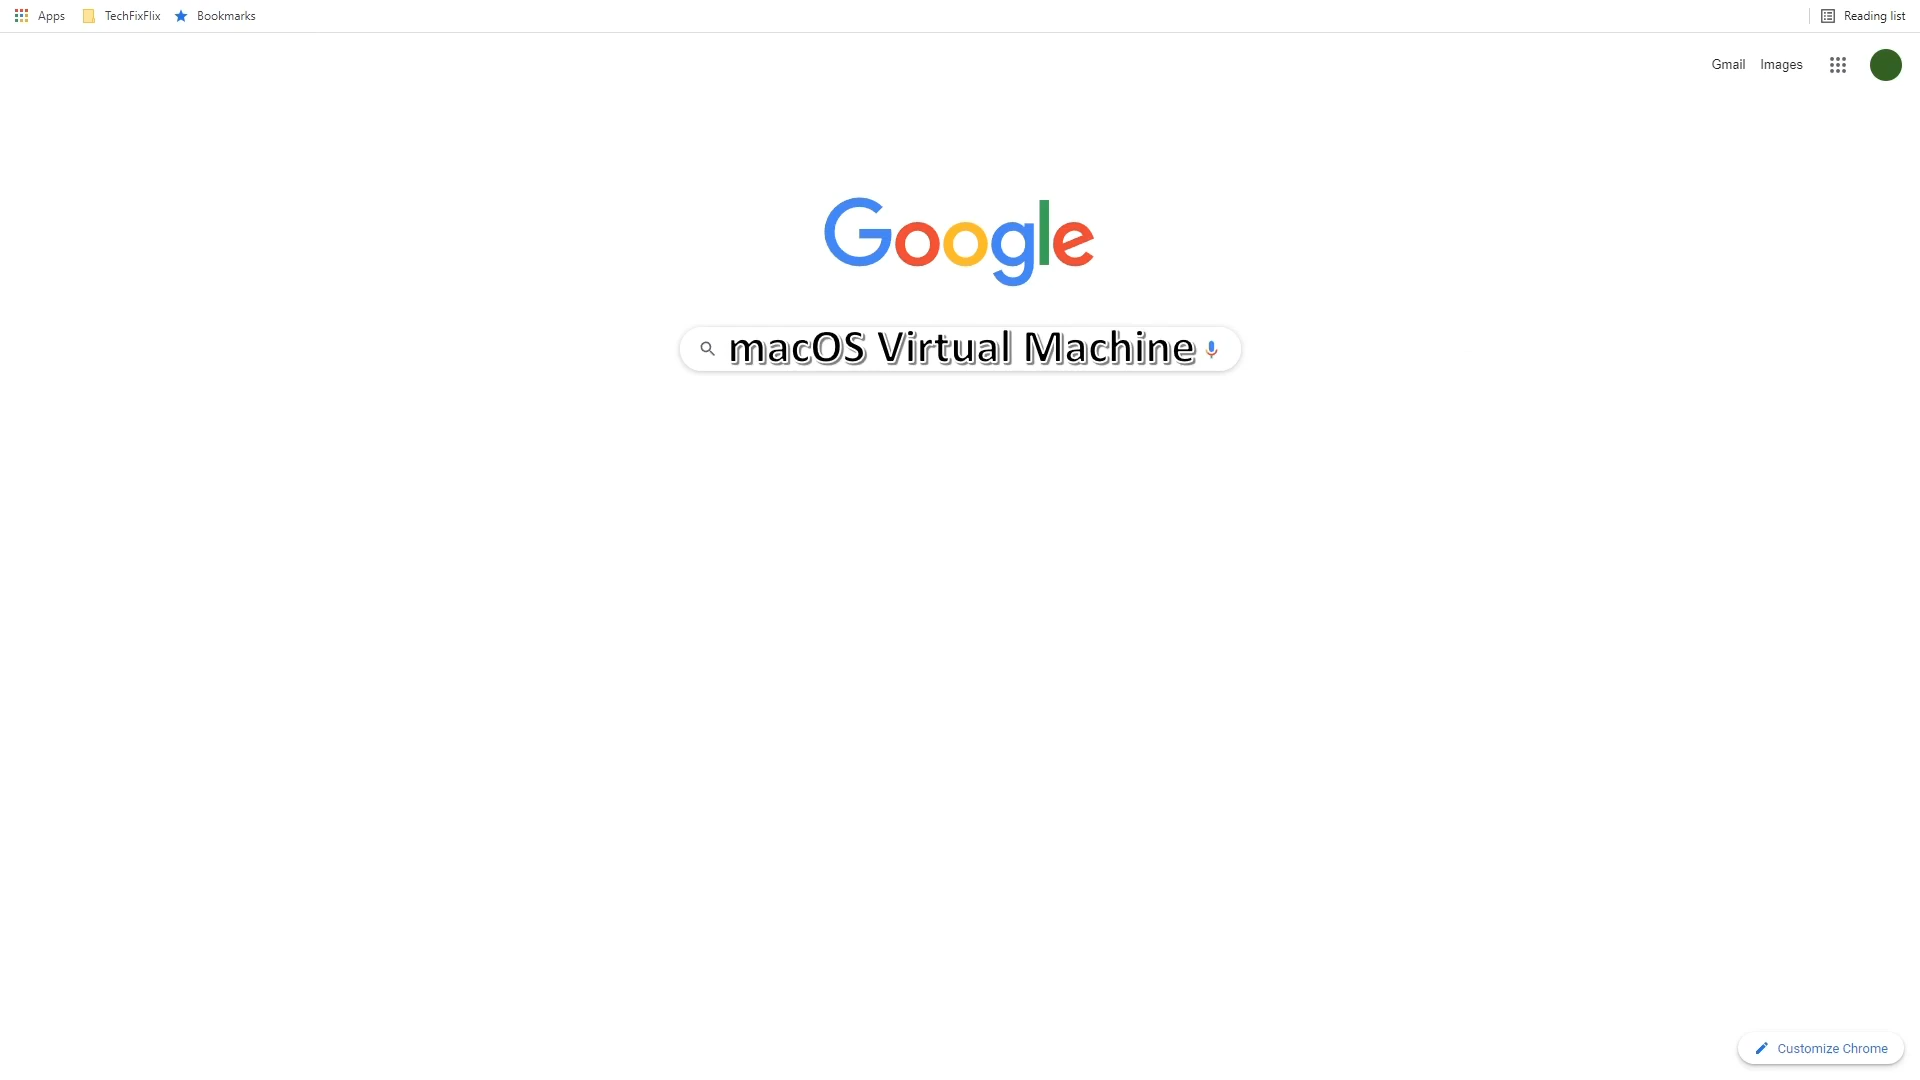 Apps TechFixFlix Bookmarks Reading list
Gmail Images
Google
macOS Virtual Machine
Customize Chrome